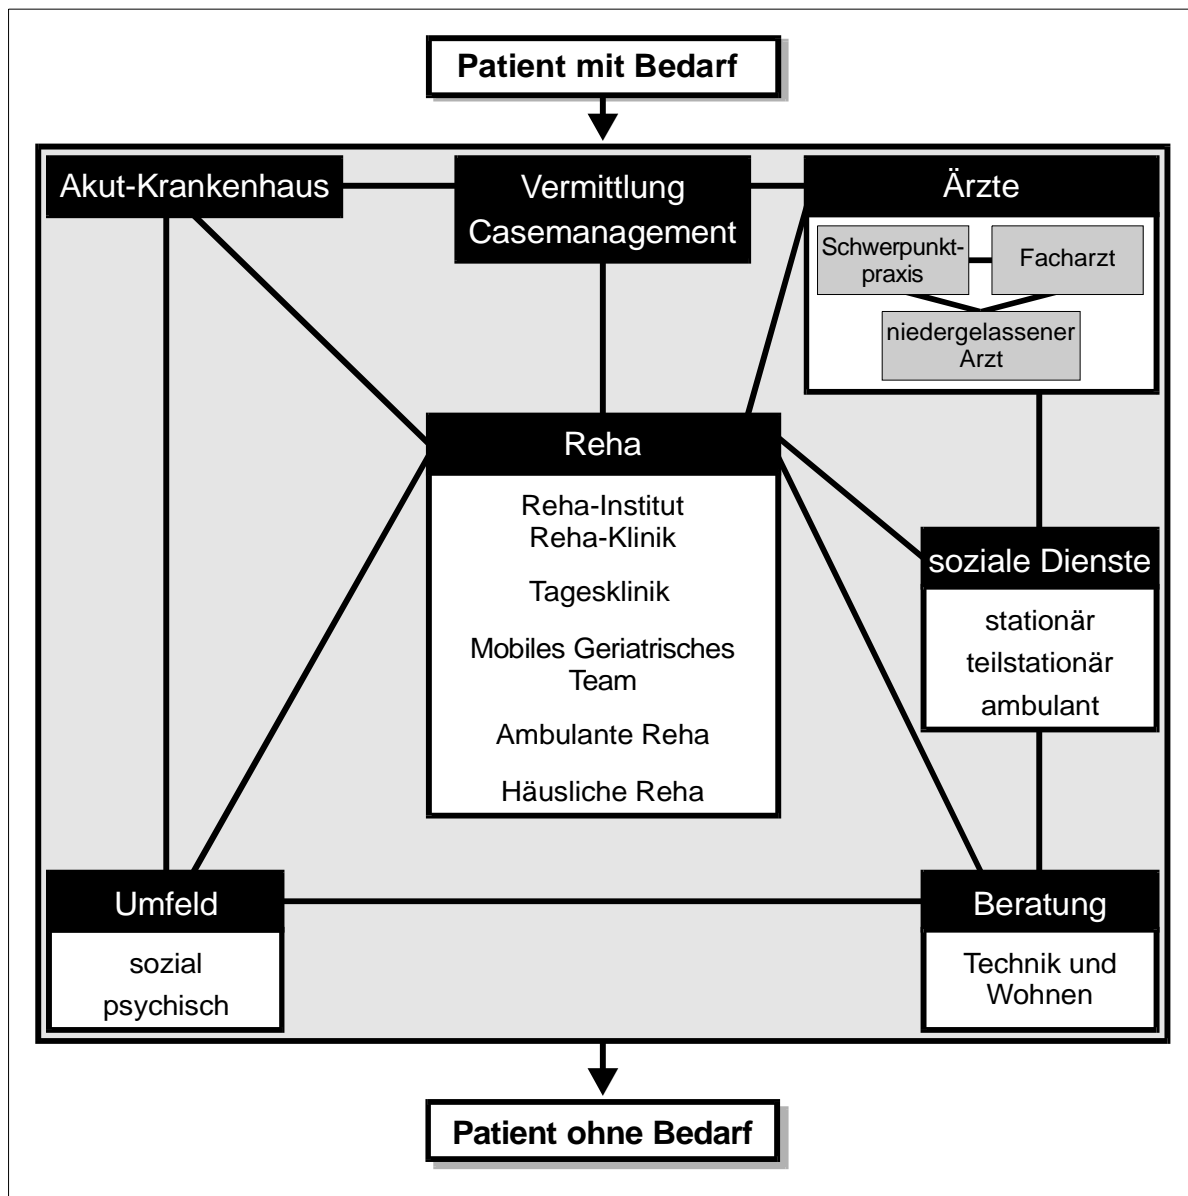 Patient mit Bedarf
Akut-Krankenhaus
Vermittlung
Casemanagement
Ärzte
Schwerpunkt-
praxis
Facharzt
niedergelassener
Arzt
Reha
Reha-Institut
Reha-Klinik
Tagesklinik
Mobiles Geriatrisches
Team
Ambulante Reha
Häusliche Reha
soziale Dienste
stationär
teilstationär
ambulant
Umfeld
sozial
psychisch
Beratung
Technik und
Wohnen
Patient ohne Bedarf